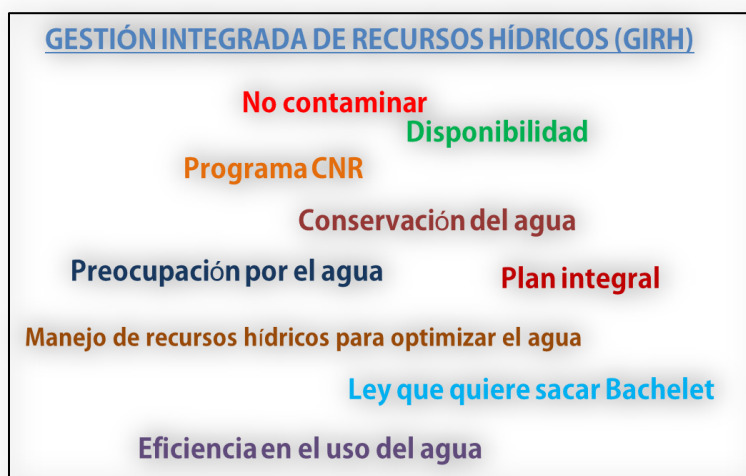 GESTIÓN INTEGRADA DE RECURSOS HÍDRICOS (GIRH)
No contaminar
Disponibilidad
Programa CNR
Conservación del agua
Preocupación por el agua
Plan integral
Manejo de recursos hídricos para optimizar el agua
Ley que quiere sacar Bachelet
Eficiencia en el uso del agua